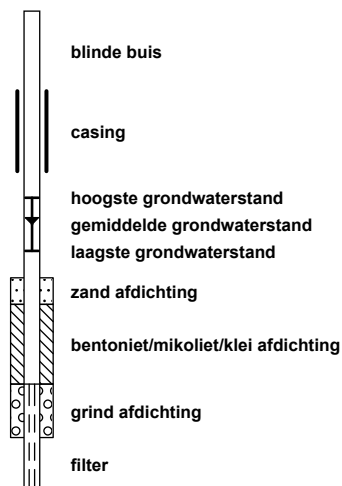 blinde buis
casing
hoogste grondwaterstand
gemiddelde grondwaterstand
laagste grondwaterstand
zand afdichting
bentoniet/mikoliet/klei afdichting
grind afdichting
filter